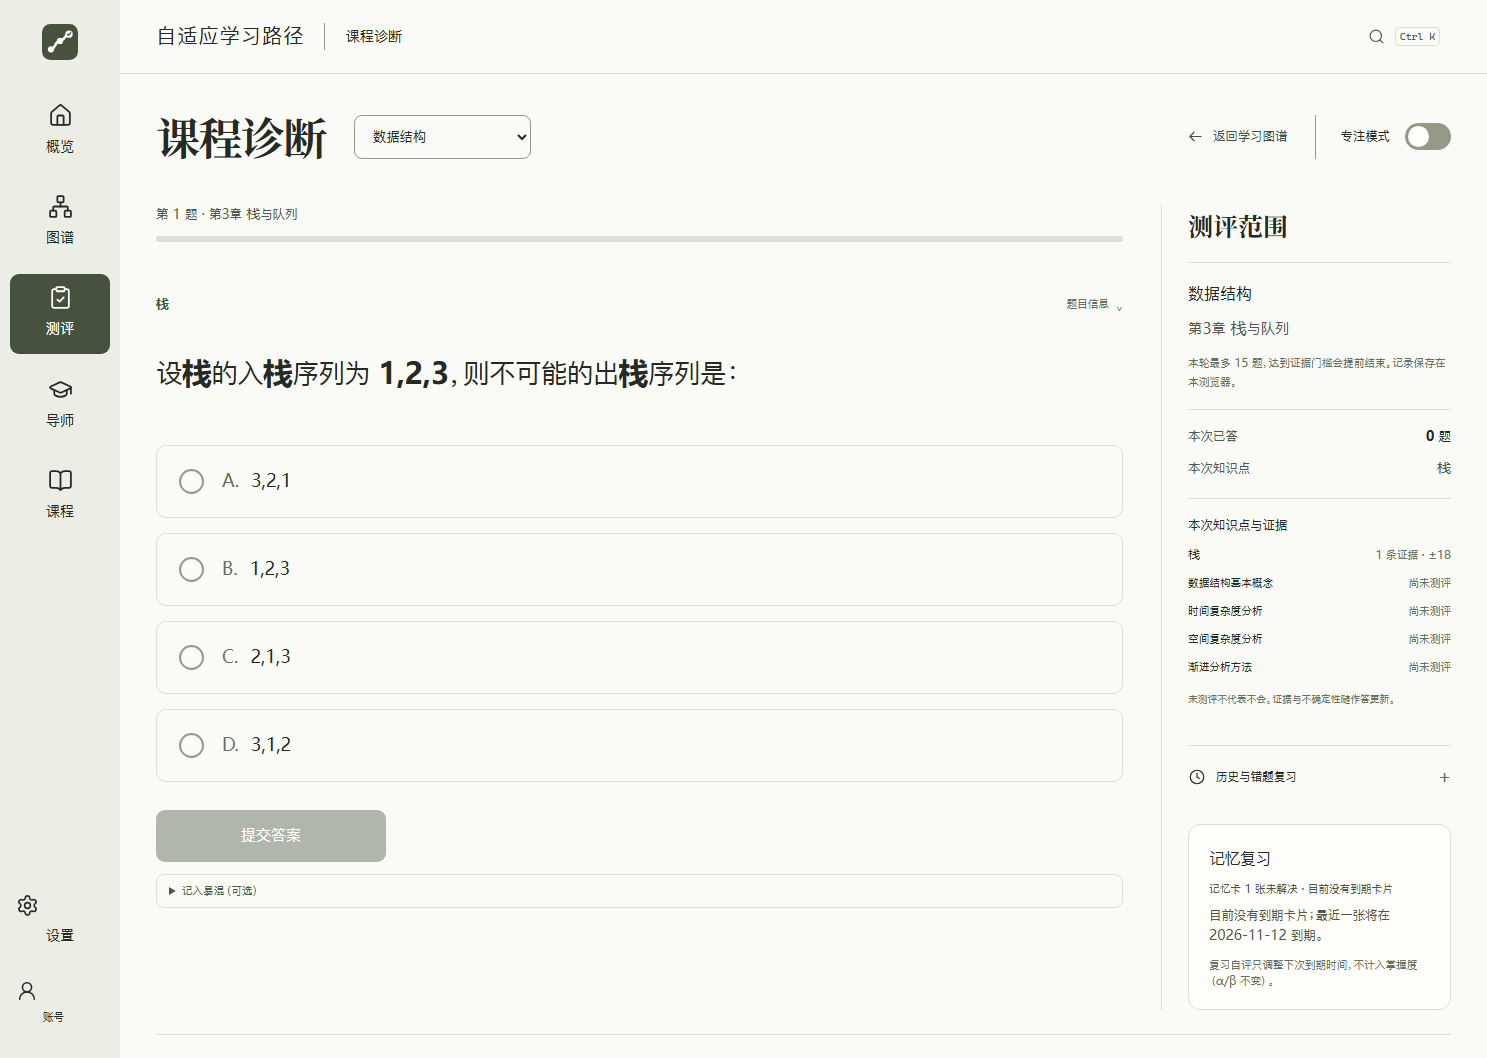 自适应学习路径
课程诊断
Ctrl K
概览
图谱
测评
导师
课程
设置
账号
课程诊断
数据结构
返回学习图谱
专注模式
第 1 题 · 第3章 栈与队列
栈
题目信息
设栈的入栈序列为 1,2,3, 则不可能的出栈序列是：
A. 3,2,1
B. 1,2,3
C. 2,1,3
D. 3,1,2
提交答案
记入暴混 (可选)
测评范围
数据结构
第3章 栈与队列
本轮最多 15 题，达到证据门槛会提前结束。记录保存在
本浏览器。
本次已答 0 题
本次知识点 栈
本次知识点与证据
栈 1 条证据 · ±18
数据结构基本概念 尚未测评
时间复杂度分析 尚未测评
空间复杂度分析 尚未测评
渐进分析方法 尚未测评
未测评不代表不会。证据与不确定性随作答更新。
历史与错题复习 +
记忆复习
记忆卡 1 张未解决 · 目前没有到期卡片
目前没有到期卡片；最近一张将在
2026-11-12 到期。
复习自评只调整下次到期时间，不计入掌握度
（α/β 不变）。